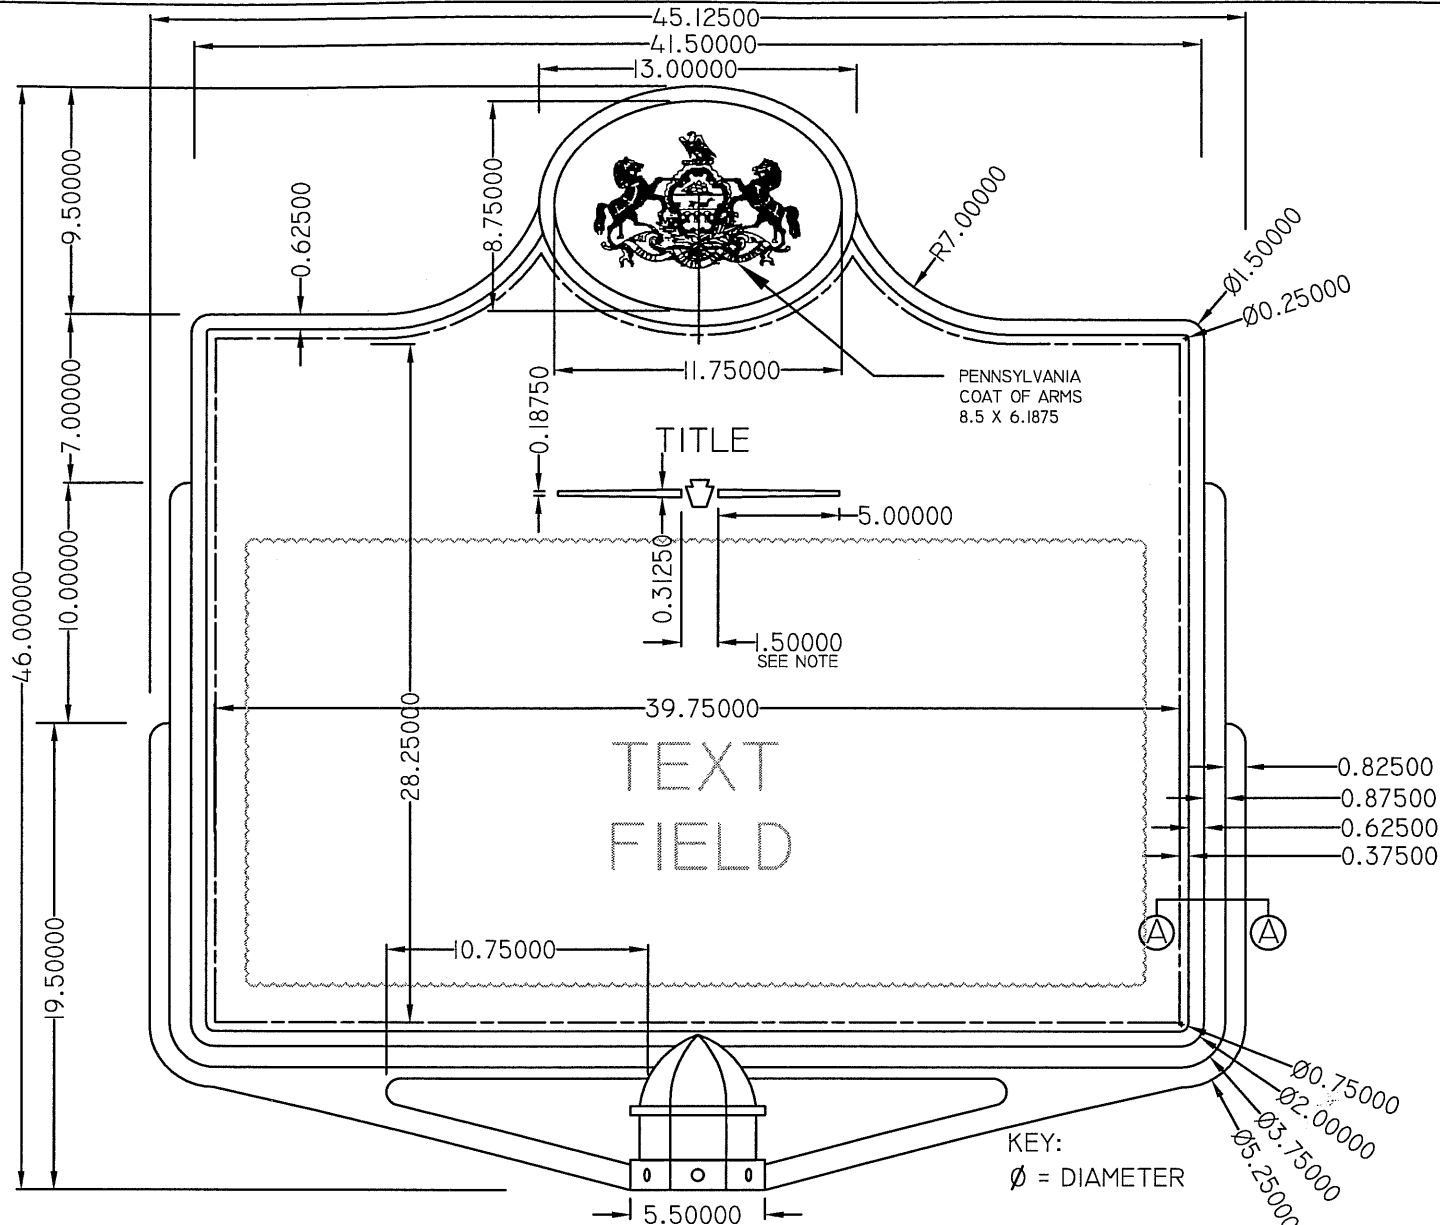 45.12500
41.50000
13.00000
9.50000
0.62500
8.75000
R7.00000
Ø1.50000
Ø0.25000
7.00000
11.75000
0.18750
PENNSYLVANIA
COAT OF ARMS
8.5 X 6.1875
TITLE
5.00000
10.00000
0.31250
46.00000
1.50000
SEE NOTE
39.75000
28.25000
TEXT
FIELD
0.82500
0.87500
0.62500
0.37500
A A
19.50000
10.75000
Ø0.75000
Ø2.00000
Ø3.75000
Ø5.25000
KEY:
Ø = DIAMETER
5.50000